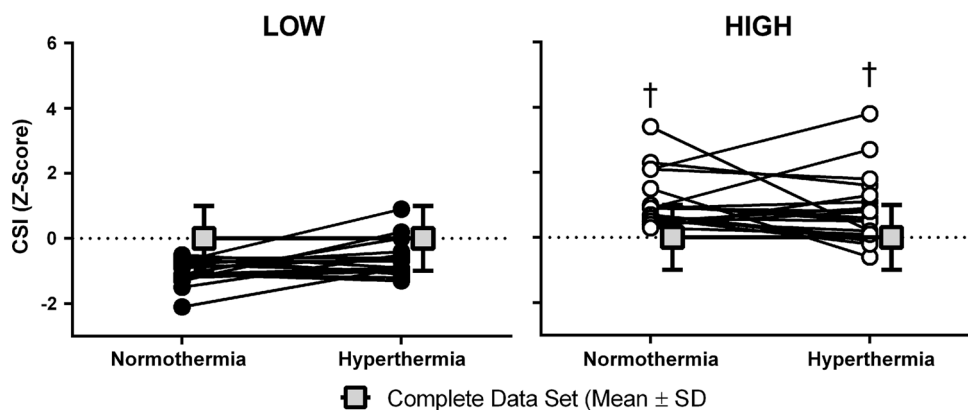 LOW
HIGH
CSI (Z-Score)
6
4
2
0
-2
†
†
Normothermia
Hyperthermia
Normothermia
Hyperthermia
Complete Data Set (Mean ± SD